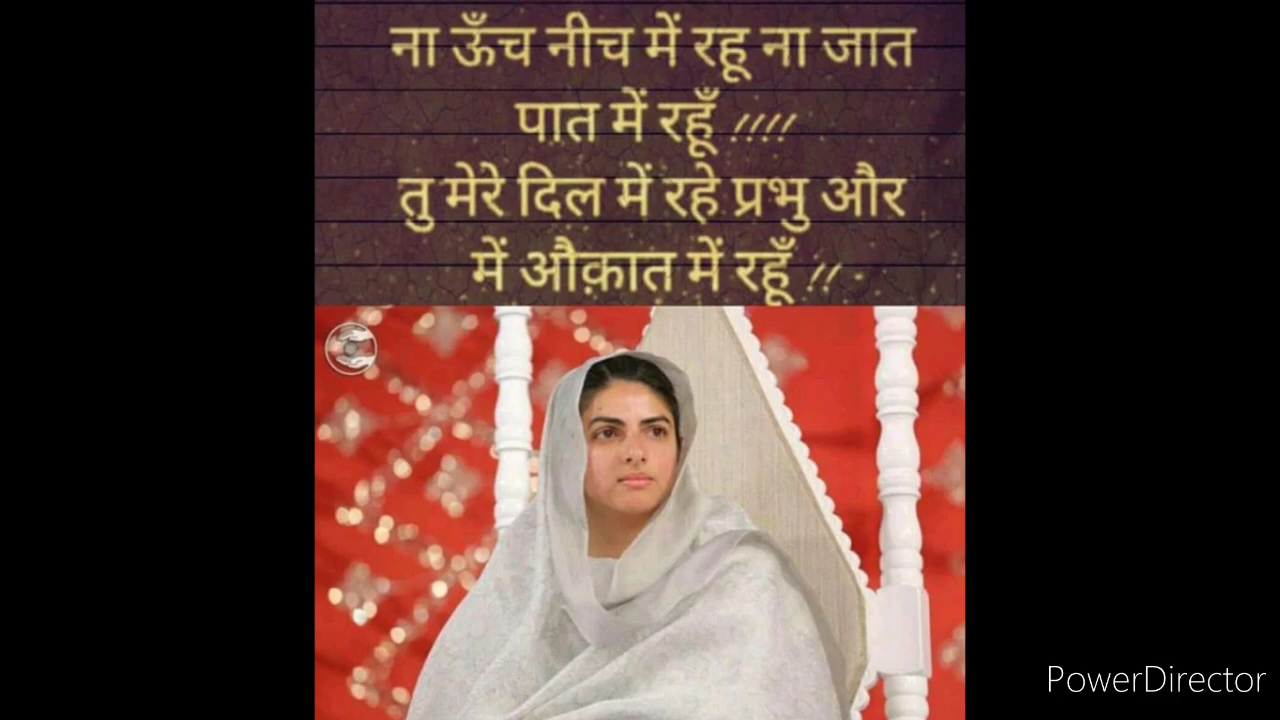 ना ऊँच नीच में रहू ना जात
पात में रहूँ !!!!
तु मेरे दिल में रहे प्रभु और
में औक़ात में रहूँ !!
PowerDirector